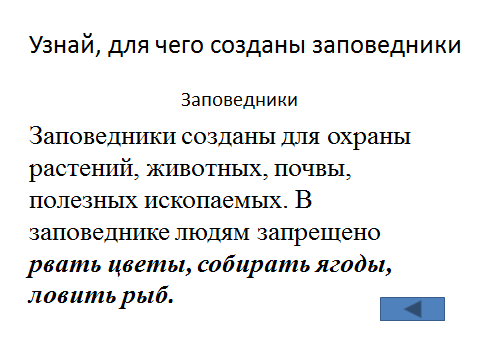 Узнай, для чего созданы заповедники
Заповедники
Заповедники созданы для охраны
растений, животных, почвы,
полезных ископаемых. В
заповеднике людям запрещено
рвать цветы, собирать ягоды,
ловить рыб.